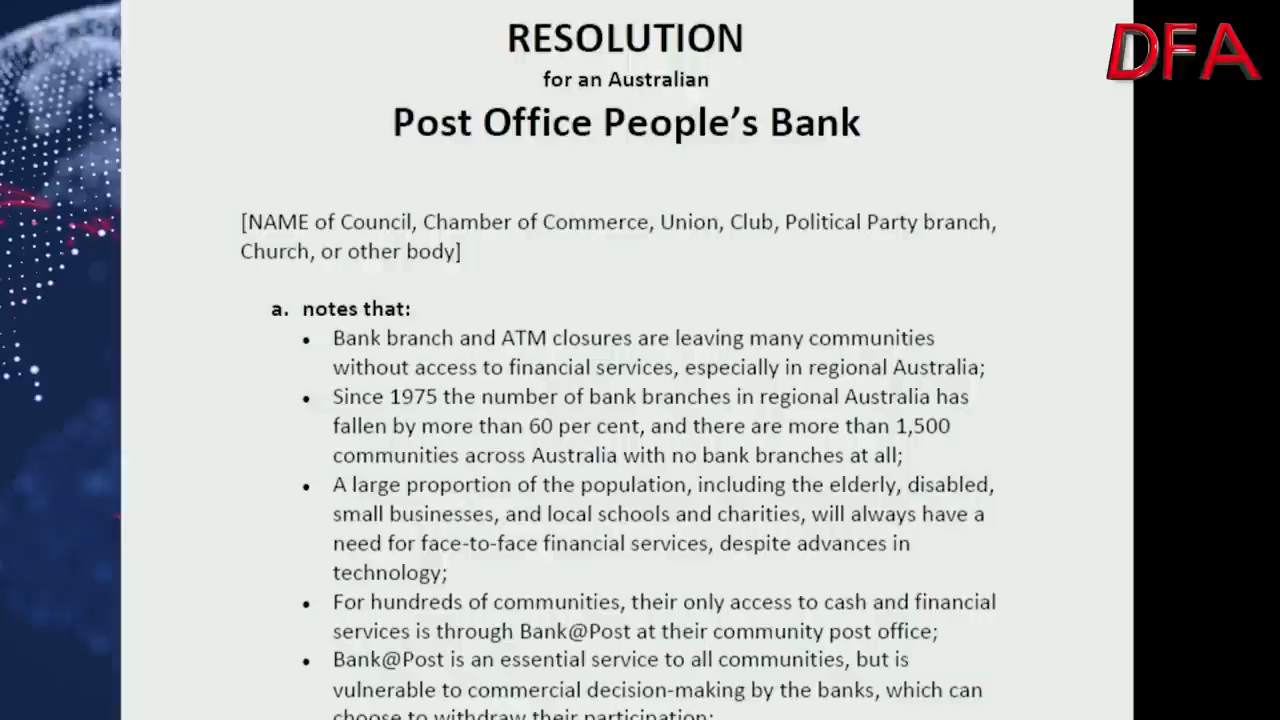 RESOLUTION
DFA
for an Australian
Post Office People's Bank
[NAME of Council, Chamber of Commerce, Union, Club, Political Party branch,
Church, or other body]
a. notes that:
• Bank branch and ATM closures are leaving many communities
without access to financial services, especially in regional Australia;
• Since 1975 the number of bank branches in regional Australia has
fallen by more than 60 per cent, and there are more than 1,500
communities across Australia with no bank branches at all;
• A large proportion of the population, including the elderly, disabled,
small businesses, and local schools and charities, will always have a
need for face-to-face financial services, despite advances in
technology;
• For hundreds of communities, their only access to cash and financial
services is through Bank@Post at their community post office;
• Bank@Post is an essential service to all communities, but is
vulnerable to commercial decision-making by the banks, which can
choose to withdraw their participation;